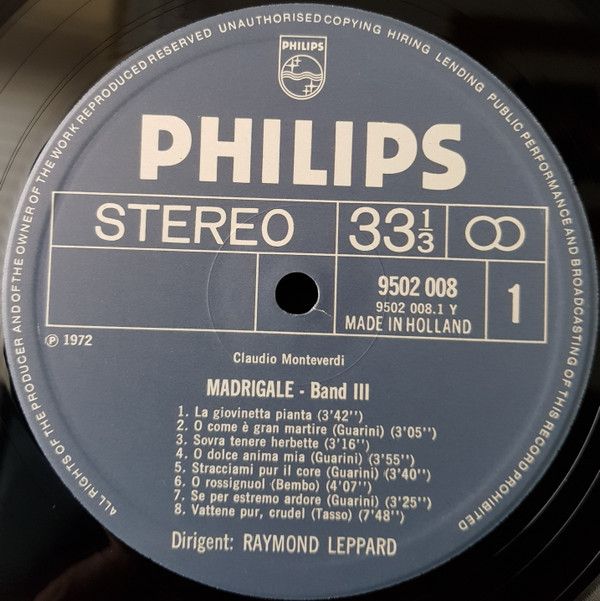 ALL RIGHTS OF THE PRODUCER AND OF THE OWNER OF THE WORK REPRODUCED RESERVED UNAUTHORISED COPYING HIRING LENDING PUBLIC PERFORMANCE AND BROADCASTING OF THIS RECORD PROHIBITED
PHILIPS
PHILIPS
STEREO 33 1/3
9502 008
9502 008.1 Y
MADE IN HOLLAND
1
℗ 1972
Claudio Monteverdi
MADRIGALE - Band III
1. La giovinetta pianta (3'42'')
2. O come è gran martire (Guarini) (3'05'')
3. Sovra tenere herbette (3'16'')
4. O dolce anima mia (Guarini) (3'55'')
5. Stracciami pur il core (Guarini) (3'40'')
6. O rossignuol (Bembo) (4'07'')
7. Se per estremo ardore (Guarini) (3'25'')
8. Vattene pur, crudel (Tasso) (7'48'')
Dirigent: RAYMOND LEPPARD